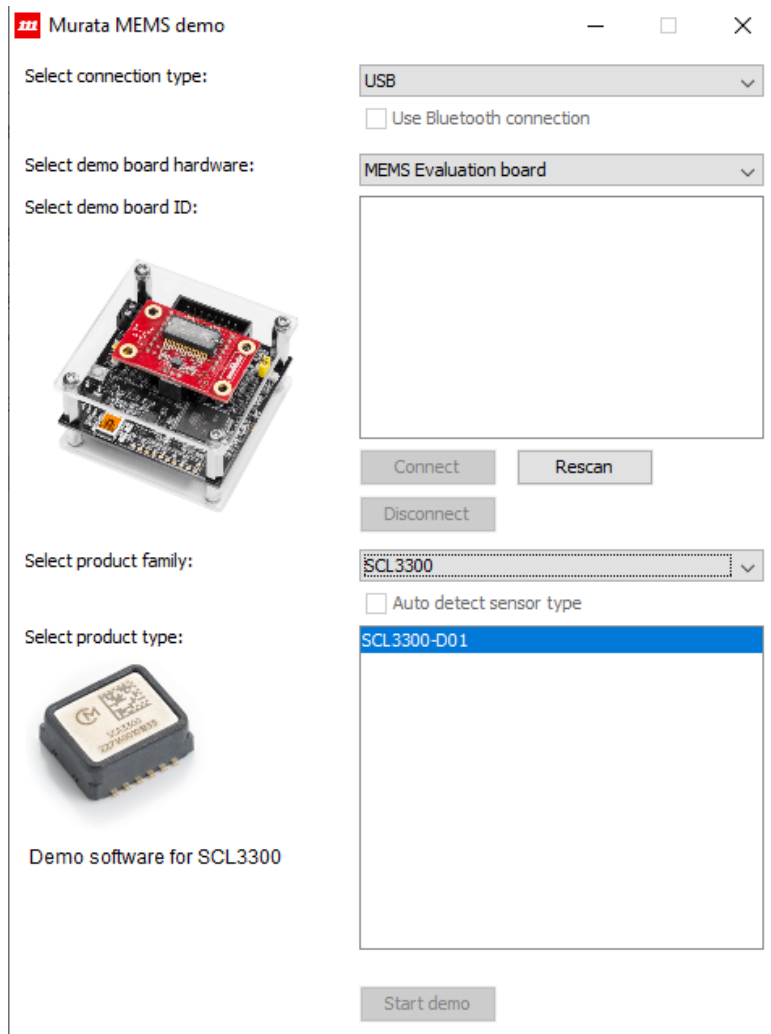 Murata MEMS demo
Select connection type:
USB
Use Bluetooth connection
Select demo board hardware:
MEMS Evaluation board
Select demo board ID:
Connect
Rescan
Disconnect
Select product family:
SCL3300
Auto detect sensor type
Select product type:
SCL3300-D01
SCA3300
Demo software for SCL3300
Start demo